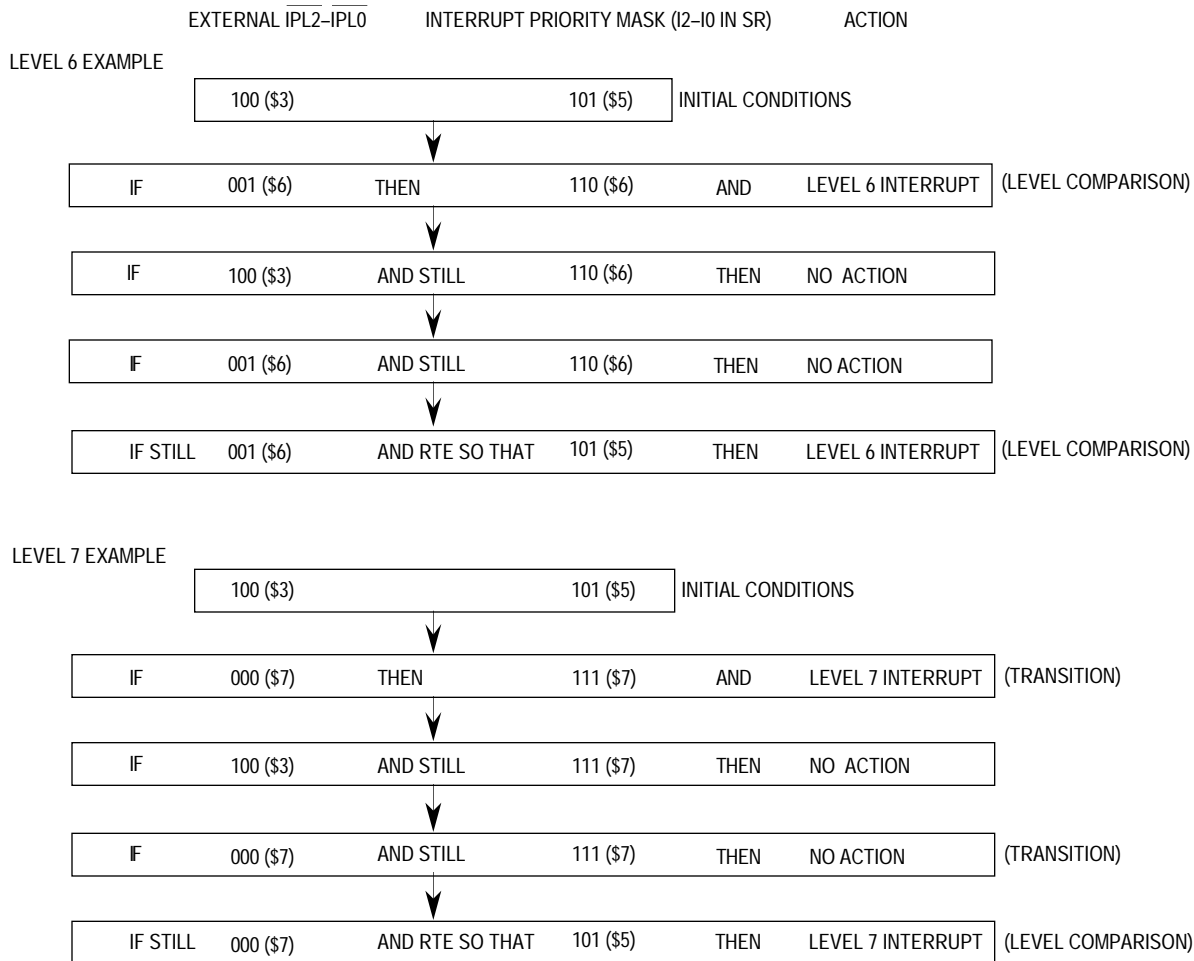 EXTERNAL IPL2–IPL0 INTERRUPT PRIORITY MASK (I2–I0 IN SR) ACTION
LEVEL 6 EXAMPLE
100 ($3) 101 ($5) INITIAL CONDITIONS
IF 001 ($6) THEN 110 ($6) AND LEVEL 6 INTERRUPT (LEVEL COMPARISON)
IF 100 ($3) AND STILL 110 ($6) THEN NO ACTION
IF 001 ($6) AND STILL 110 ($6) THEN NO ACTION
IF STILL 001 ($6) AND RTE SO THAT 101 ($5) THEN LEVEL 6 INTERRUPT (LEVEL COMPARISON)
LEVEL 7 EXAMPLE
100 ($3) 101 ($5) INITIAL CONDITIONS
IF 000 ($7) THEN 111 ($7) AND LEVEL 7 INTERRUPT (TRANSITION)
IF 100 ($3) AND STILL 111 ($7) THEN NO ACTION
IF 000 ($7) AND STILL 111 ($7) THEN NO ACTION (TRANSITION)
IF STILL 000 ($7) AND RTE SO THAT 101 ($5) THEN LEVEL 7 INTERRUPT (LEVEL COMPARISON)